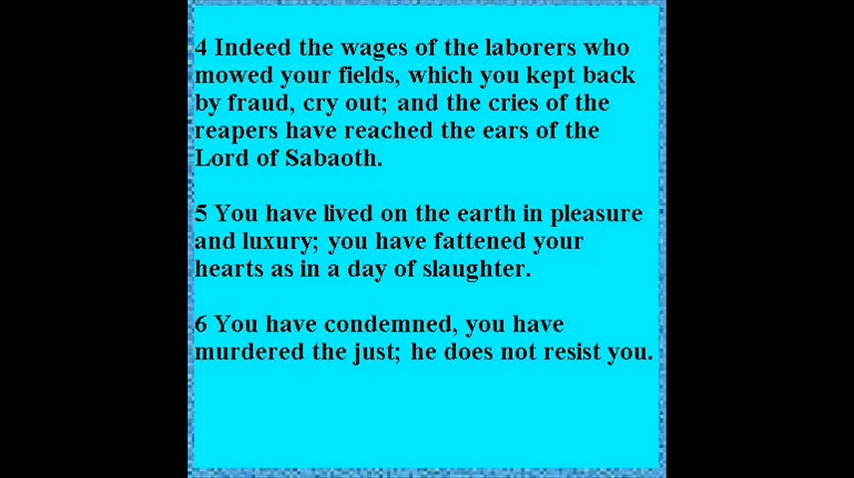 4 Indeed the wages of the laborers who
mowed your fields, which you kept back
by fraud, cry out; and the cries of the
reapers have reached the ears of the
Lord of Sabaoth.
5 You have lived on the earth in pleasure
and luxury; you have fattened your
hearts as in a day of slaughter.
6 You have condemned, you have
murdered the just; he does not resist you.